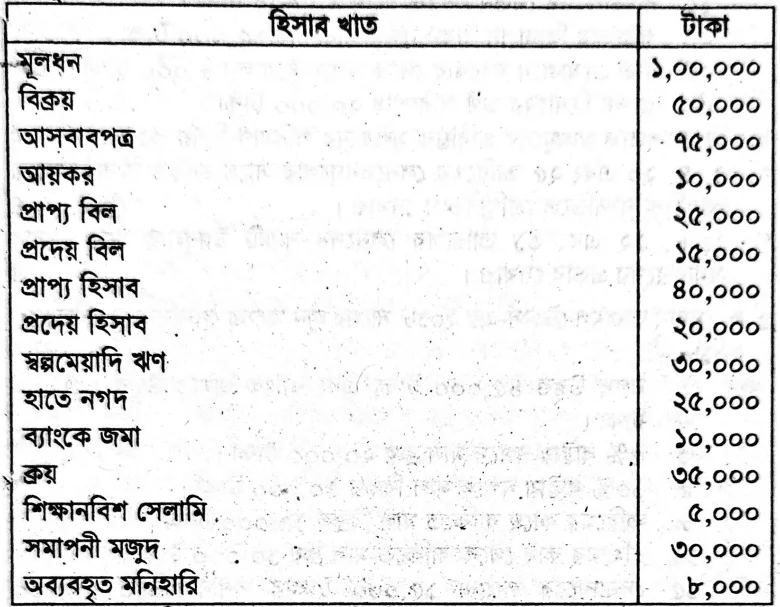 হিসাব খাত টাকা
মূলধন ১,০০,০০০
বিক্রয় ৫০,০০০
আসবাবপত্র ৭৫,০০০
আয়কর ১০,০০০
প্রাপ্য বিল ২৫,০০০
প্রদেয় বিল ১৫,০০০
প্রাপ্য হিসাব ৪০,০০০
প্রদেয় হিসাব ২০,০০০
স্বল্পমেয়াদি ঋণ ৩০,০০০
হাতে নগদ ২৫,০০০
ব্যাংকে জমা ১০,০০০
ক্রয় ৩৫,০০০
শিক্ষানবিশ সেলামি ৫,০০০
সমাপনী মজুদ ৩০,০০০
অব্যবহৃত মনিহারি ৮,০০০